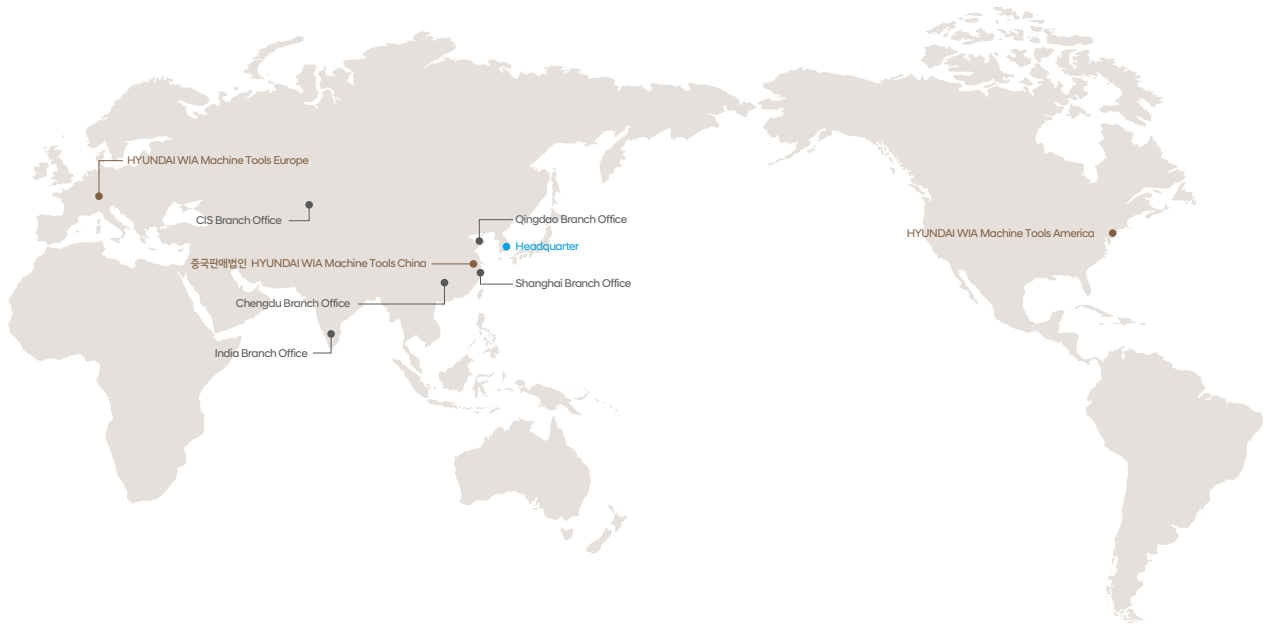 HYUNDAI WIA Machine Tools Europe
CIS Branch Office
Qingdao Branch Office
HYUNDAI WIA Machine Tools America
Headquarter
중국판매법인 HYUNDAI WIA Machine Tools China
Shanghai Branch Office
Chengdu Branch Office
India Branch Office